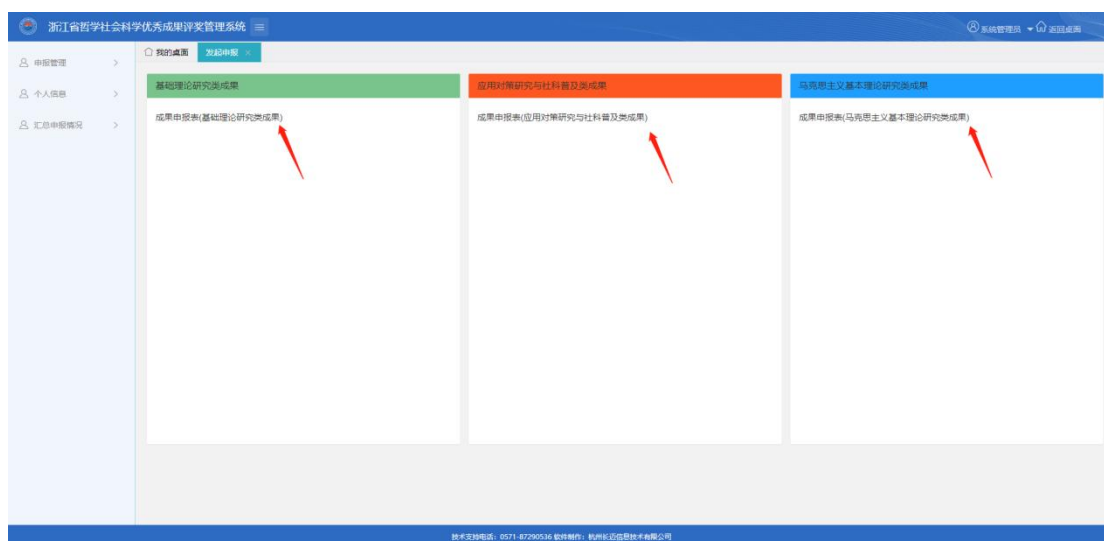 浙江省哲学社会科学优秀成果评奖管理系统
系统管理员 返回桌面
申报管理
个人信息
汇总申报情况
我的桌面 发起申报 ×
基础理论研究类成果
成果申报表(基础理论研究类成果)
应用对策研究与社科普及类成果
成果申报表(应用对策研究与社科普及类成果)
马克思主义基本理论研究类成果
成果申报表(马克思主义基本理论研究类成果)
技术支持电话：0571-87290536 软件制作：杭州长迈信息技术有限公司